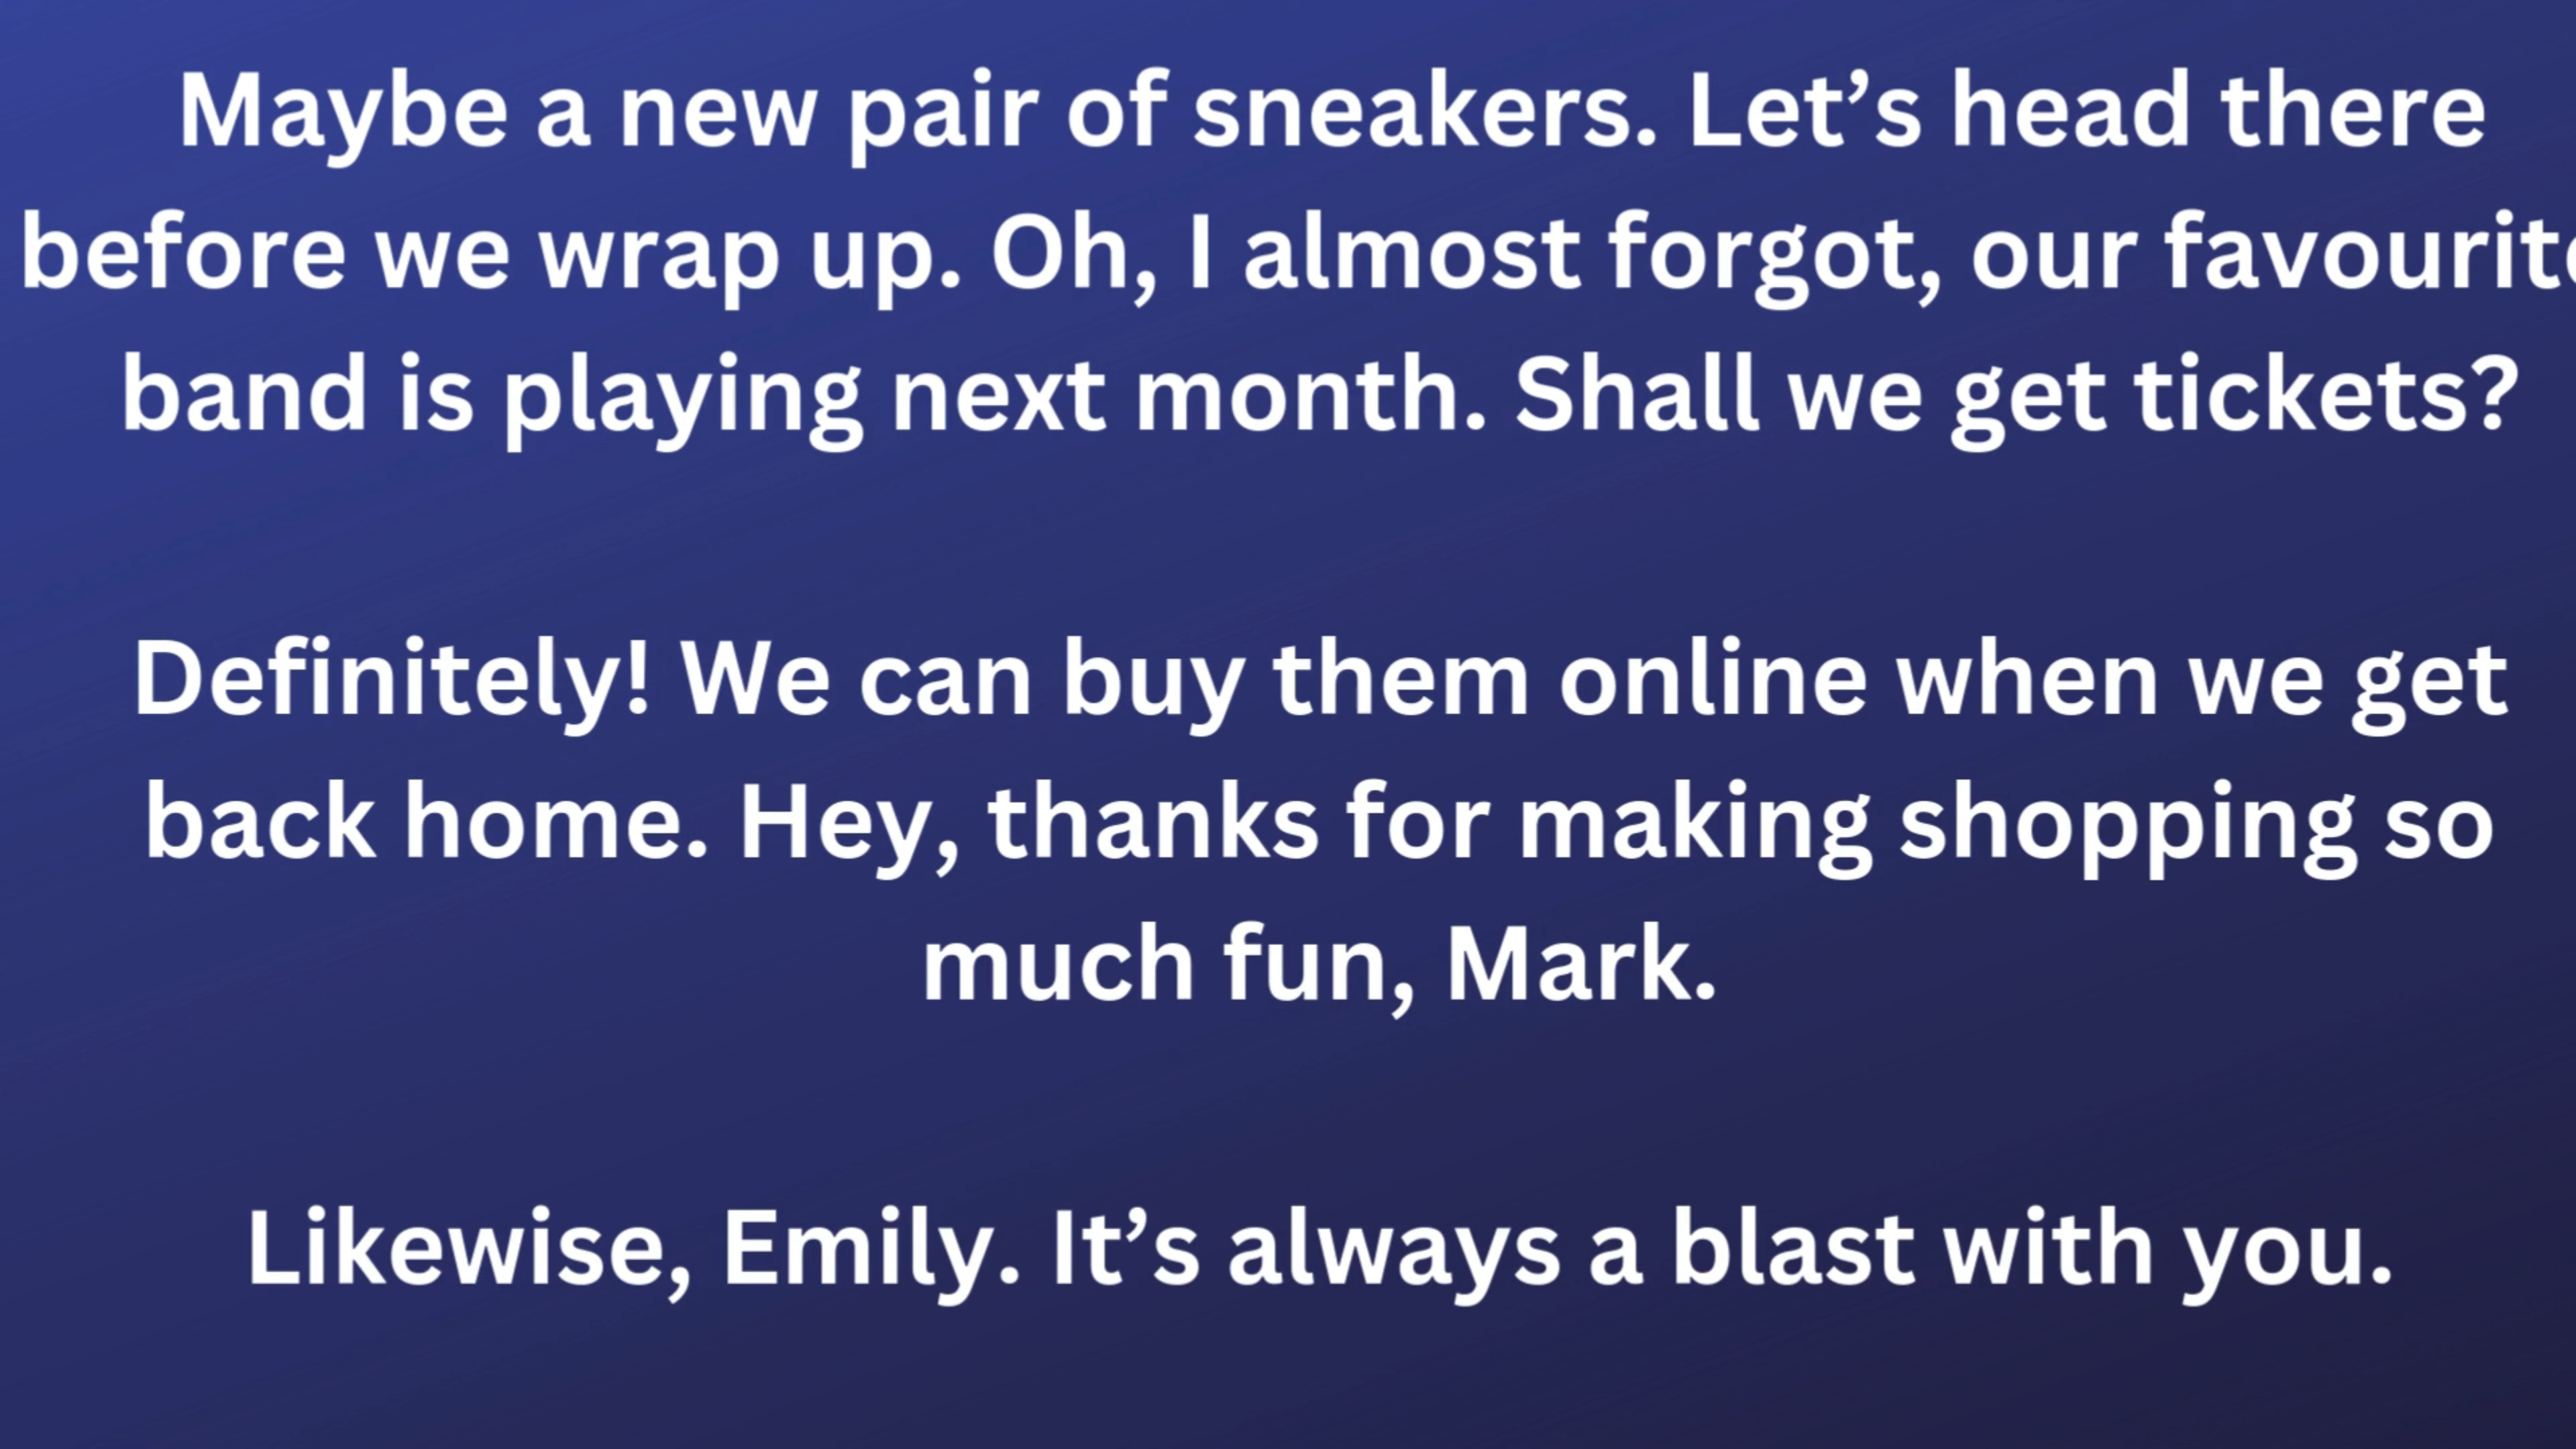 Maybe a new pair of sneakers. Let’s head there
before we wrap up. Oh, I almost forgot, our favourite
band is playing next month. Shall we get tickets?
Definitely! We can buy them online when we get
back home. Hey, thanks for making shopping so
much fun, Mark.
Likewise, Emily. It’s always a blast with you.